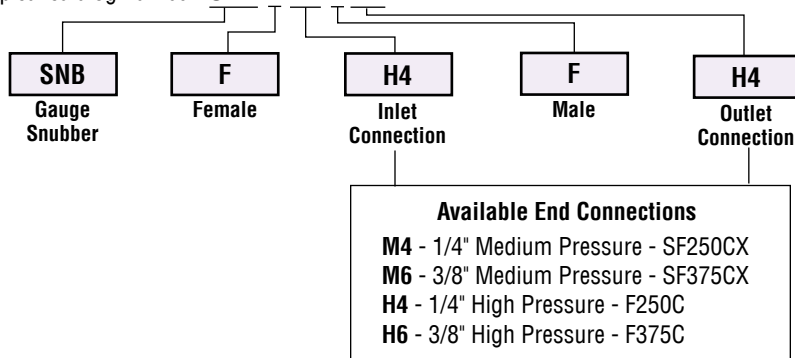 SNB F H4 F H4
Gauge Snubber Female Inlet Connection Male Outlet Connection
Available End Connections
M4 - 1/4" Medium Pressure - SF250CX
M6 - 3/8" Medium Pressure - SF375CX
H4 - 1/4" High Pressure - F250C
H6 - 3/8" High Pressure - F375C